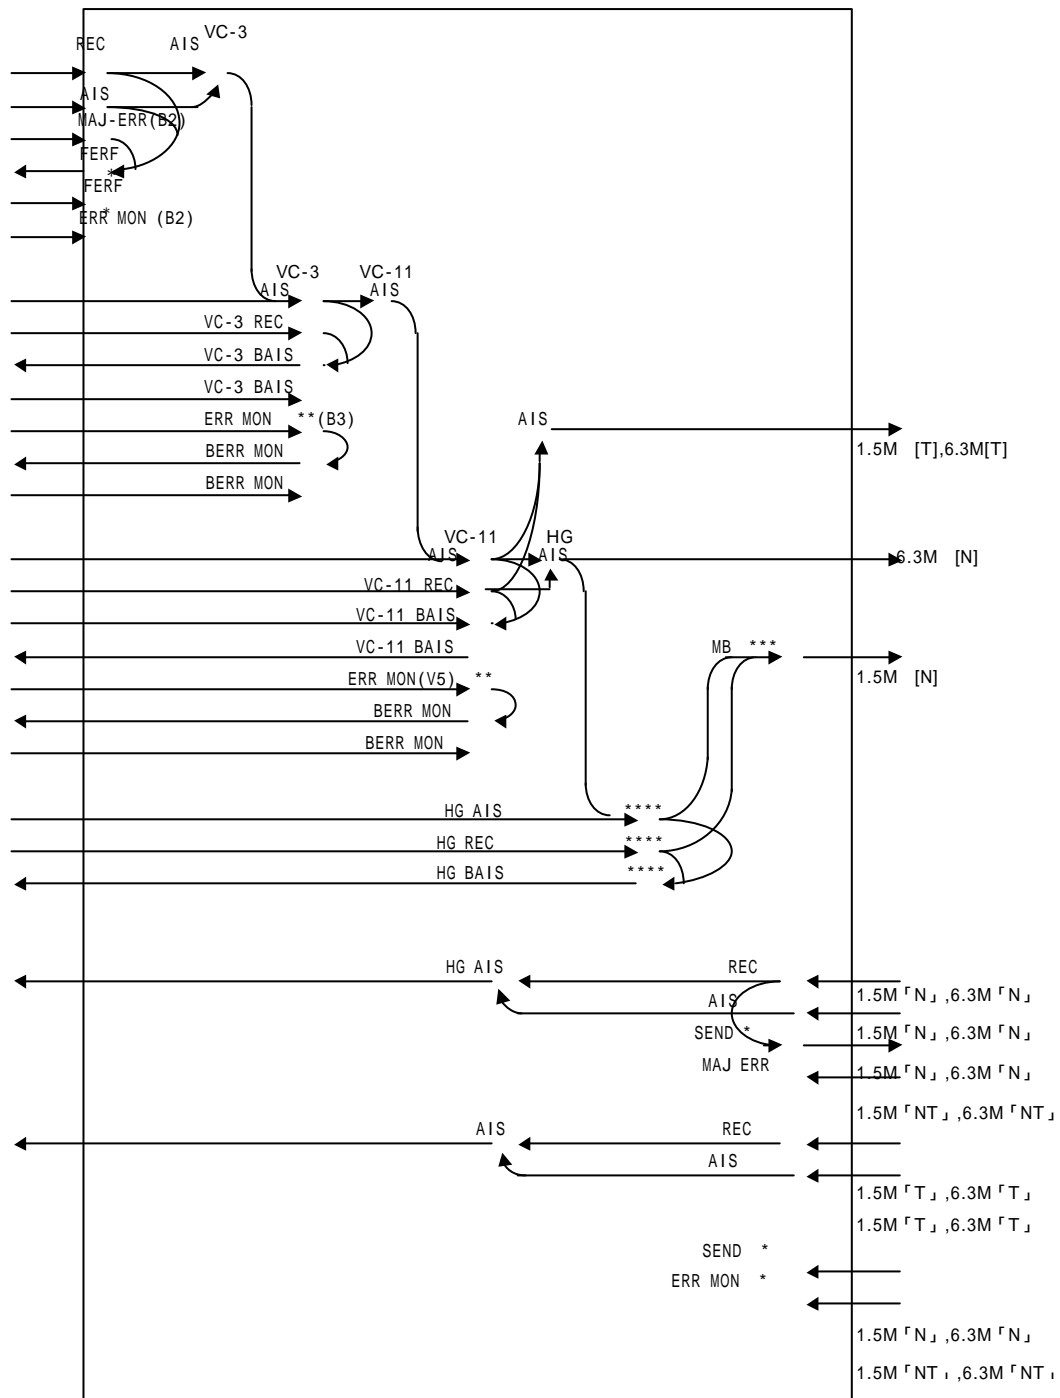 VC-3
REC AIS
AIS
MAJ-ERR(B2)
FERF
*
FERF
*
ERR MON (B2)
VC-3 VC-11
AIS AIS
VC-3 REC
VC-3 BAIS
VC-3 BAIS
ERR MON **(B3)
BERR MON
BERR MON
AIS
1.5M [T],6.3M[T]
VC-11 HG
AIS AIS
6.3M [N]
VC-11 REC
VC-11 BAIS
VC-11 BAIS
MB ***
1.5M [N]
ERR MON(V5) **
BERR MON
BERR MON
HG AIS ****
HG REC ****
HG BAIS ****
HG AIS REC
1.5M「N」,6.3M「N」
AIS
SEND *
1.5M「N」,6.3M「N」
MAJ ERR
1.5M「N」,6.3M「N」
1.5M「NT」,6.3M「NT」
AIS REC
AIS
1.5M「T」,6.3M「T」
1.5M「T」,6.3M「T」
SEND *
ERR MON *
1.5M「N」,6.3M「N」
1.5M「NT」,6.3M「NT」